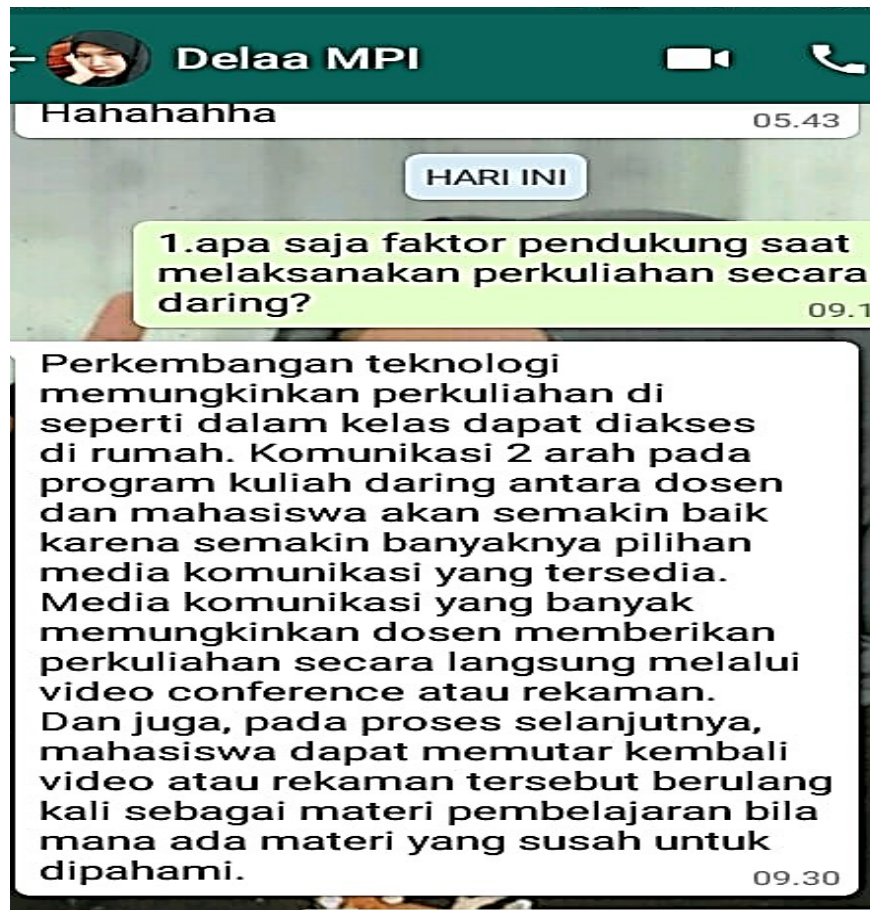 Delaa MPI
Hahahahha
05.43
HARI INI
1.apa saja faktor pendukung saat
melaksanakan perkuliahan secara
daring?
09.1
Perkembangan teknologi
memungkinkan perkuliahan di
seperti dalam kelas dapat diakses
di rumah. Komunikasi 2 arah pada
program kuliah daring antara dosen
dan mahasiswa akan semakin baik
karena semakin banyaknya pilihan
media komunikasi yang tersedia.
Media komunikasi yang banyak
memungkinkan dosen memberikan
perkuliahan secara langsung melalui
video conference atau rekaman.
Dan juga, pada proses selanjutnya,
mahasiswa dapat memutar kembali
video atau rekaman tersebut berulang
kali sebagai materi pembelajaran bila
mana ada materi yang susah untuk
dipahami.
09.30